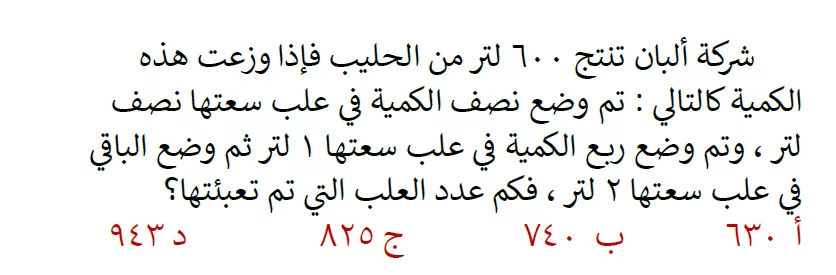 شركة ألبان تنتج ٦٠٠ لتر من الحليب فإذا وزعت هذه
الكمية كالتالي : تم وضع نصف الكمية في علب سعتها نصف
لتر ، وتم وضع ربع الكمية في علب سعتها ١ لتر ثم وضع الباقي
في علب سعتها ٢ لتر ، فكم عدد العلب التي تم تعبئتها؟
أ ٦٣٠ ب ٧٤٠ ج ٨٢٥ د ٩٤٣